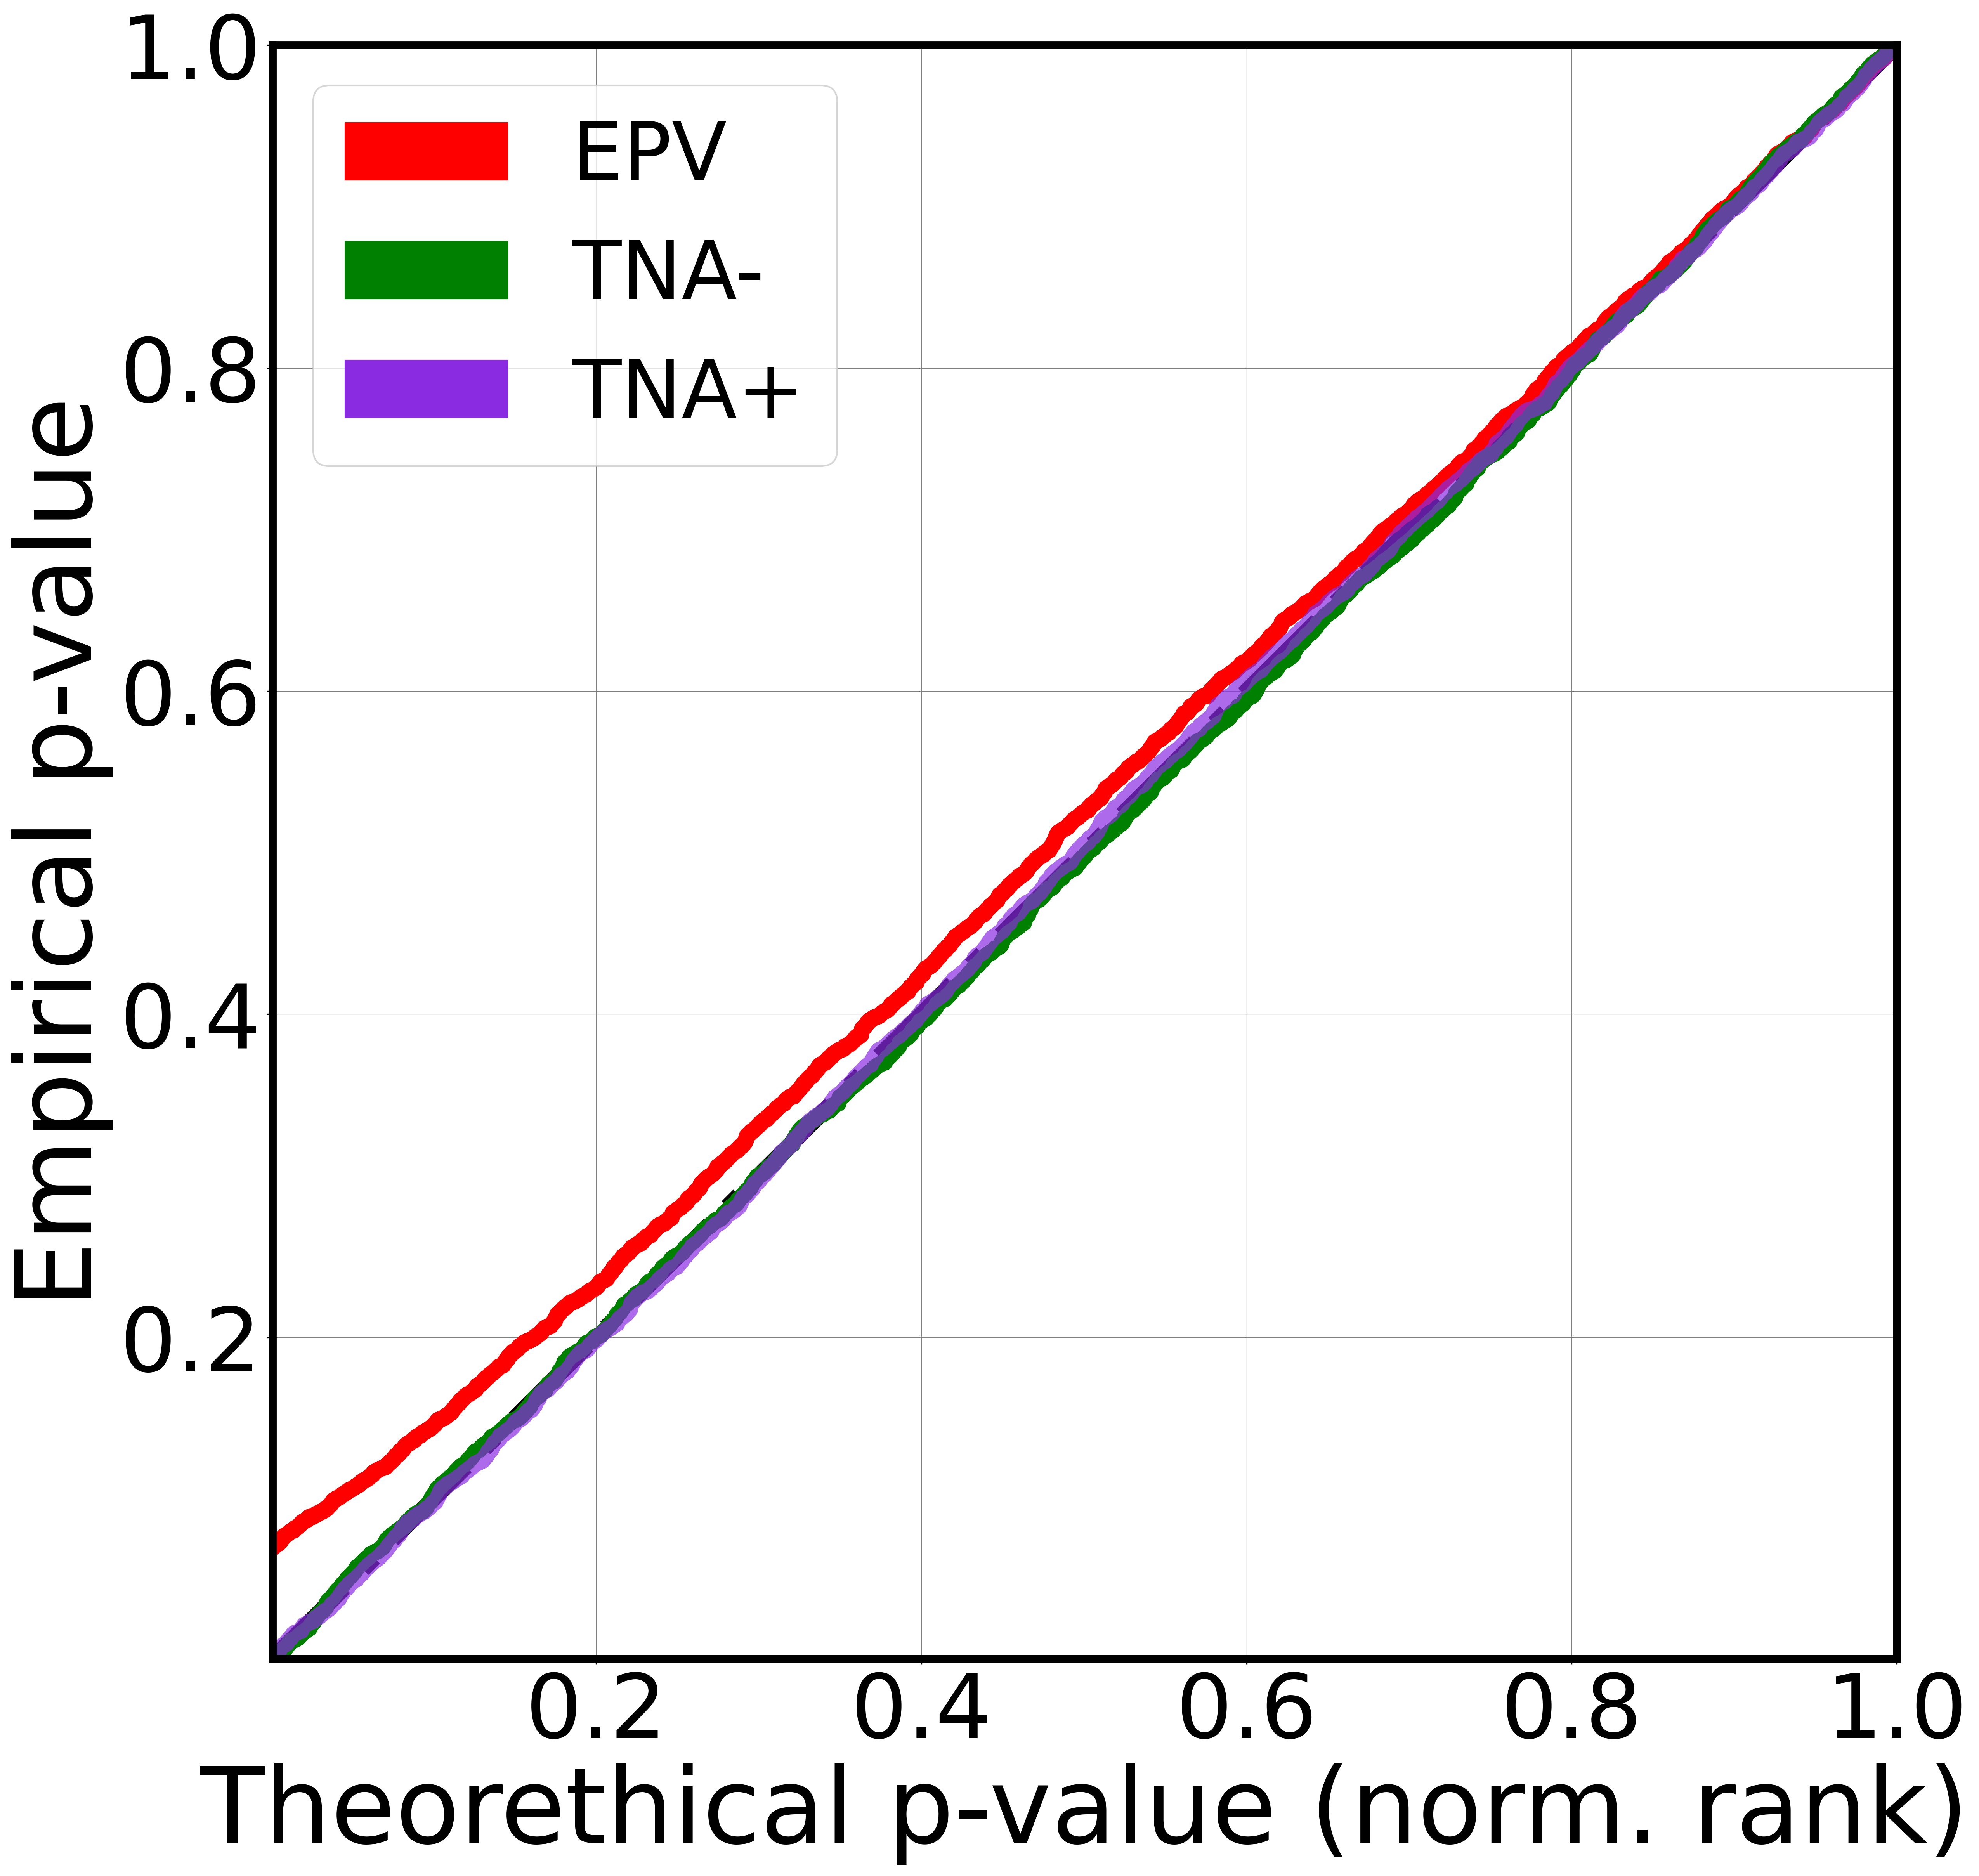 1.0
0.8
0.6
0.4
0.2
Empirical p-value
EPV
TNA-
TNA+
0.2 0.4 0.6 0.8 1.0
Theorethical p-value (norm. rank)